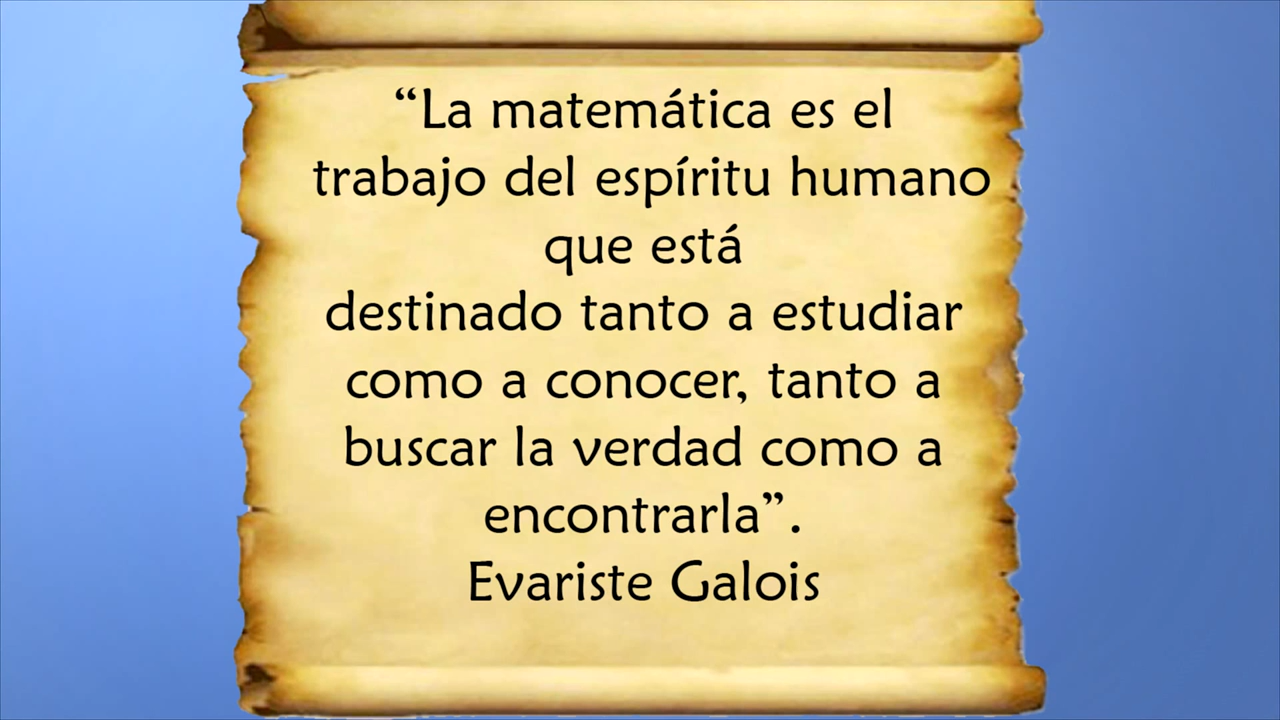 “La matemática es el
trabajo del espíritu humano
que está
destinado tanto a estudiar
como a conocer, tanto a
buscar la verdad como a
encontrarla”.
Evariste Galois